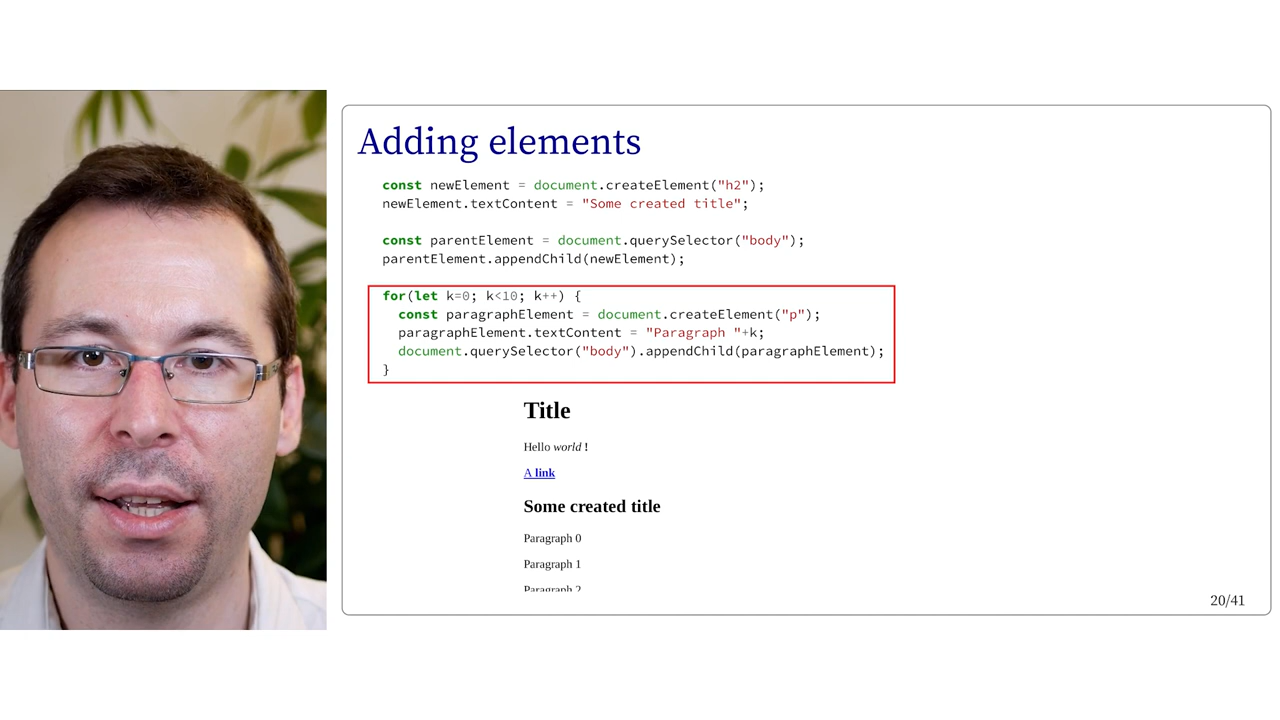 Adding elements
const newElement = document.createElement("h2");
newElement.textContent = "Some created title";
const parentElement = document.querySelector("body");
parentElement.appendChild(newElement);
for(let k=0; k<10; k++) {
const paragraphElement = document.createElement("p");
paragraphElement.textContent = "Paragraph "+k;
document.querySelector("body").appendChild(paragraphElement);
}
Title
Hello world !
A link
Some created title
Paragraph 0
Paragraph 1
Paragraph 2
20/41